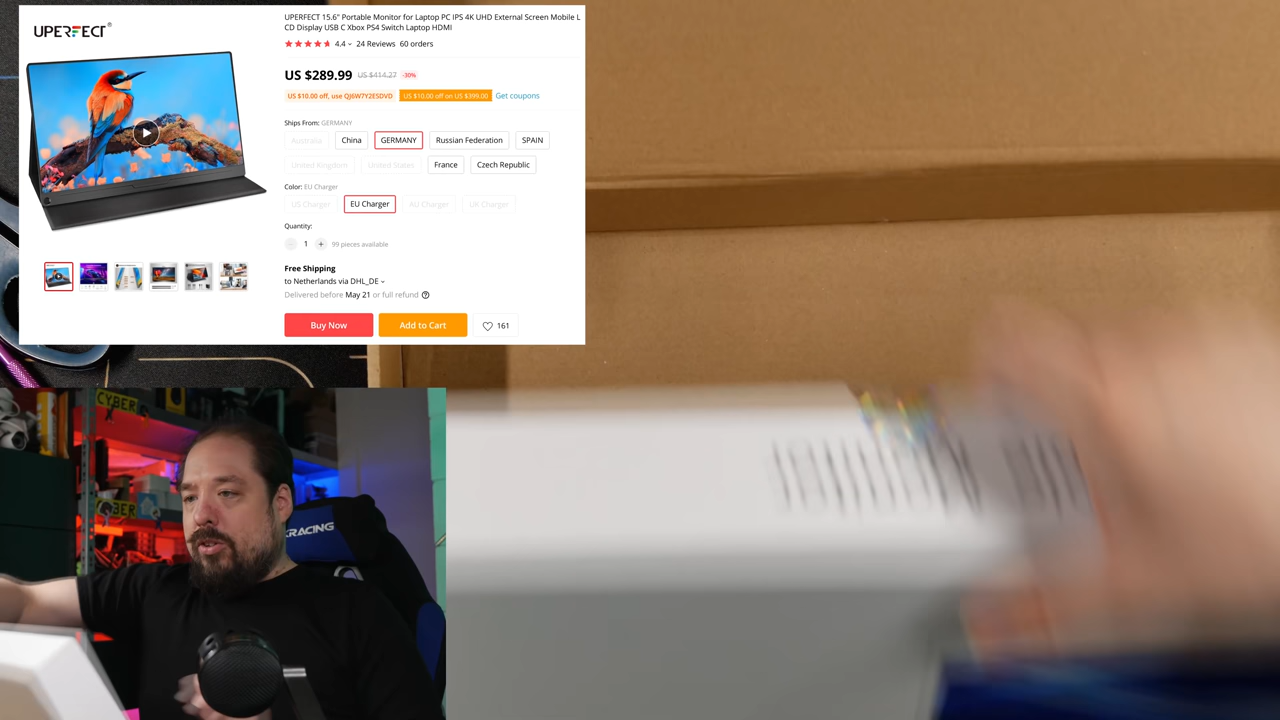 UPERFECT®
UPERFECT 15.6" Portable Monitor for Laptop PC IPS 4K UHD External Screen Mobile L
CD Display USB C Xbox PS4 Switch Laptop HDMI
4.4 24 Reviews 60 orders
US $289.99 US $414.27 -30%
US $10.00 off, use QJ6W7Y2ESDVD US $10.00 off on US $399.00 Get coupons
Ships From: GERMANY
Australia China GERMANY Russian Federation SPAIN
United Kingdom United States France Czech Republic
Color: EU Charger
US Charger EU Charger AU Charger UK Charger
Quantity:
- 1 + 99 pieces available
Free Shipping
to Netherlands via DHL_DE
Delivered before May 21 or full refund ?
Buy Now Add to Cart 161
CYBER
RACING